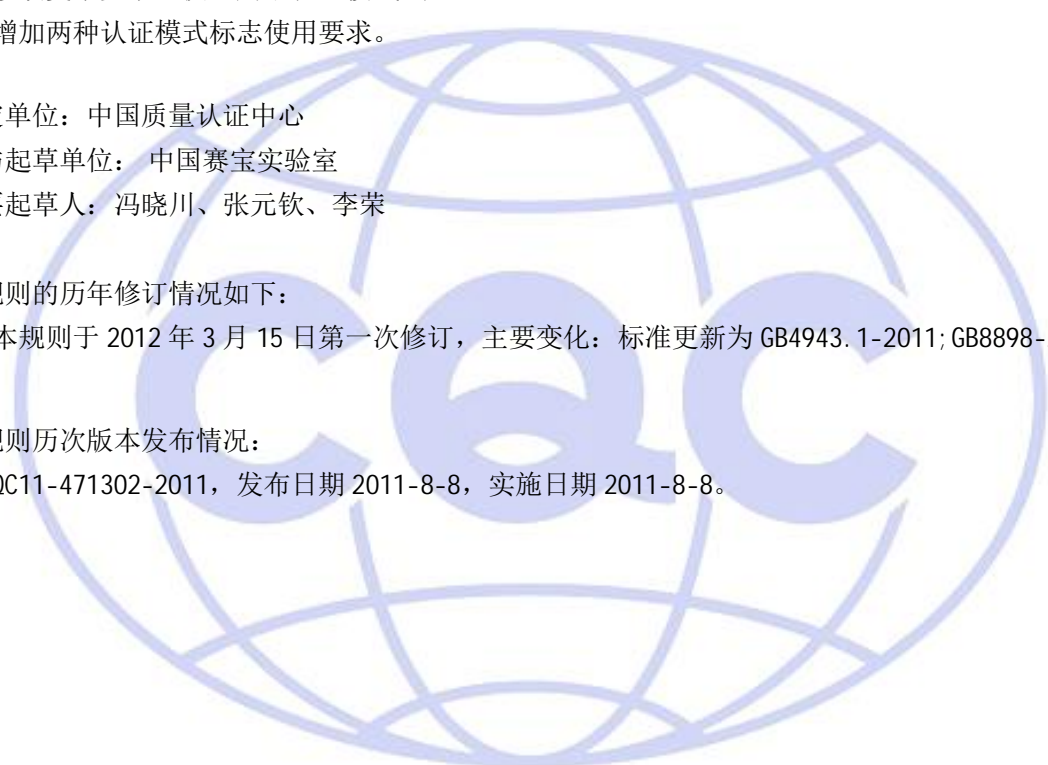 增加两种认证模式标志使用要求。
单位：中国质量认证中心
起草单位： 中国赛宝实验室
起草人：冯晓川、张元钦、李荣
则的历年修订情况如下：
本规则于 2012 年 3 月 15 日第一次修订，主要变化：标准更新为 GB4943.1-2011;GB8898-
则历次版本发布情况：
QC11-471302-2011，发布日期 2011-8-8，实施日期 2011-8-8。
CQC